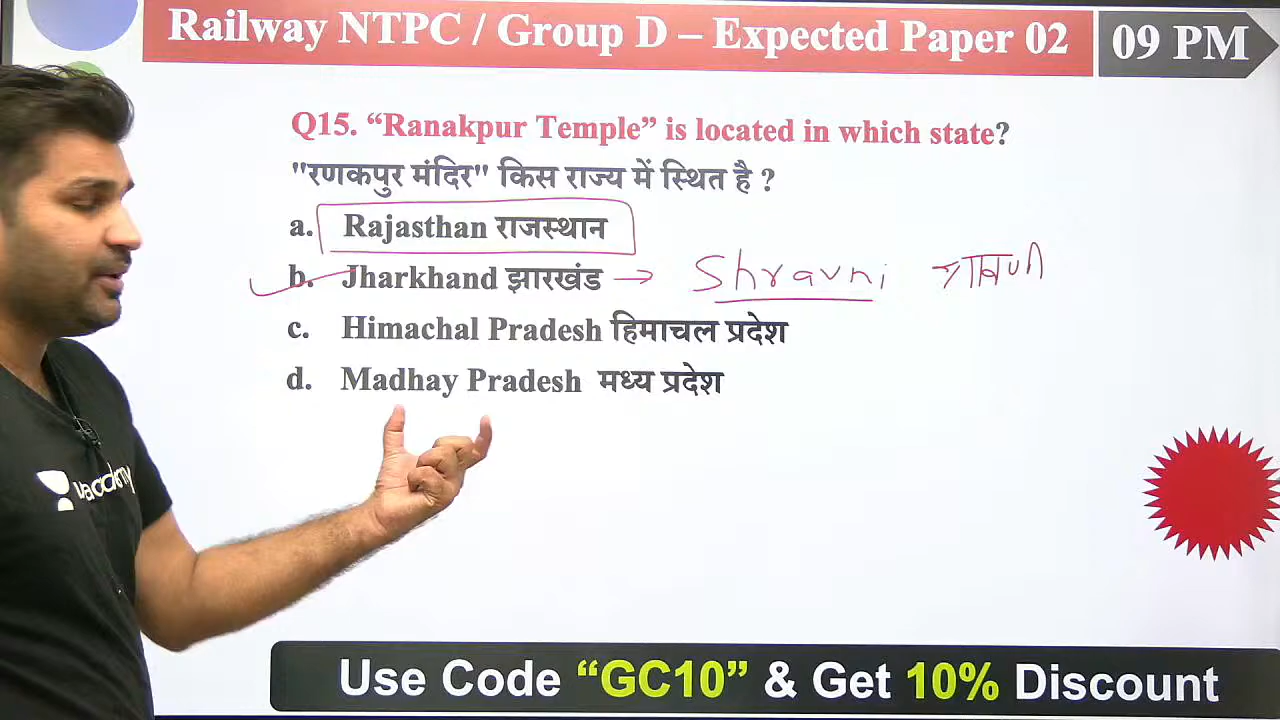 Railway NTPC / Group D – Expected Paper 02
09 PM
Q15. “Ranakpur Temple” is located in which state?
"रणकपुर मंदिर" किस राज्य में स्थित है ?
a. Rajasthan राजस्थान
b. Jharkhand झारखंड → Shravni
c. Himachal Pradesh हिमाचल प्रदेश
d. Madhay Pradesh मध्य प्रदेश
unacademy
Use Code “GC10” & Get 10% Discount